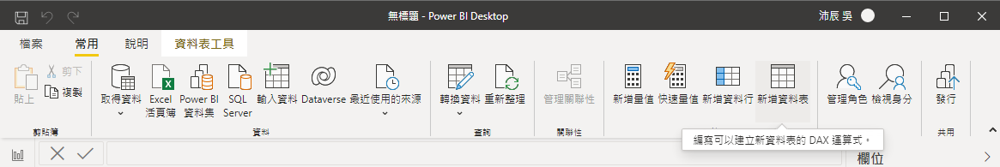 無標題 - Power BI Desktop
沛辰 吳
檔案
常用
說明
資料表工具
貼上
剪下
複製
剪貼簿
取得資料
Excel
活頁簿
Power BI
資料集
SQL
Server
輸入資料
Dataverse
最近使用的來源
資料
轉換資料
重新整理
查詢
管理關聯性
關聯性
新增量值
快速量值
新增資料行
新增資料表
管理角色
檢視身分
發行
共用
編寫可以建立新資料表的 DAX 運算式。
欄位